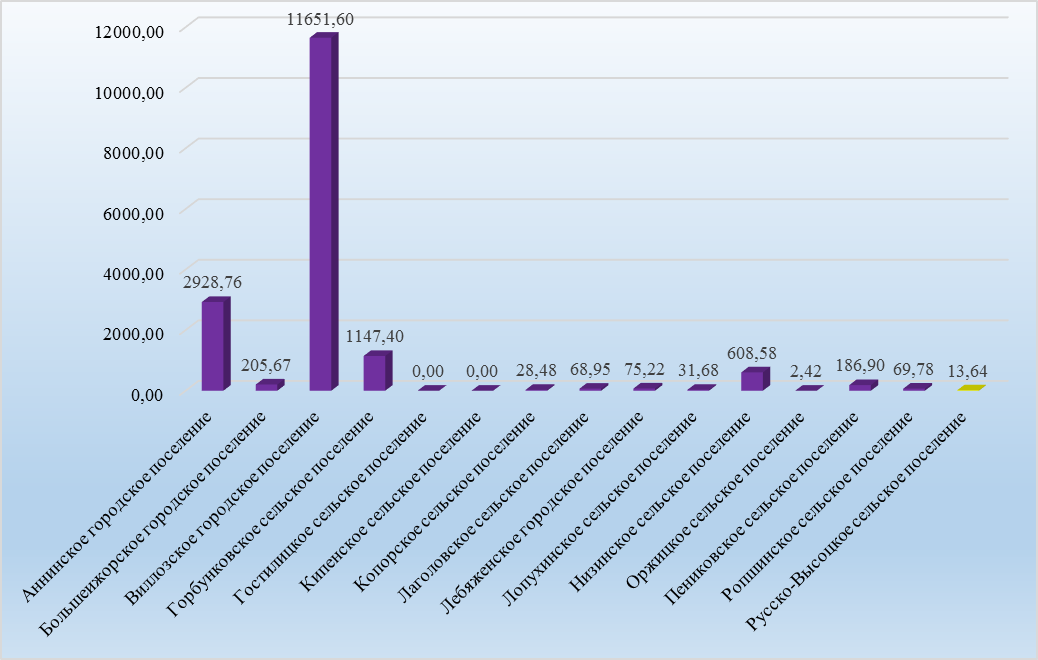 12000,00
10000,00
8000,00
6000,00
4000,00
2000,00
0,00
2928,76
205,67
11651,60
1147,40
0,00
0,00
28,48
68,95
75,22
31,68
608,58
2,42
186,90
69,78
13,64
Аннинское городское поселение
Большеижорское городское поселение
Виллозское городское поселение
Горбунковское сельское поселение
Гостилицкое сельское поселение
Кипенское сельское поселение
Копорское сельское поселение
Лаголовское сельское поселение
Лебяженское городское поселение
Лопухинское сельское поселение
Низинское сельское поселение
Оржицкое сельское поселение
Пениковское сельское поселение
Ропшинское сельское поселение
Русско-Высоцкое сельское поселение